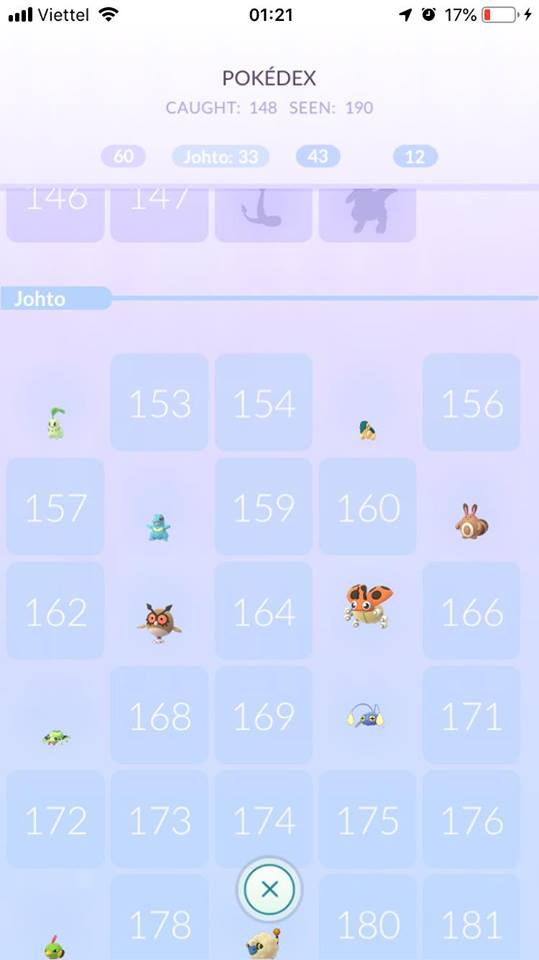 Viettel 01:21 17%
POKÉDEX
CAUGHT: 148 SEEN: 190
60 Johto: 33 43 12
146 147
Johto
153 154 156
157 159 160
162 164 166
168 169 171
172 173 174 175 176
178 180 181